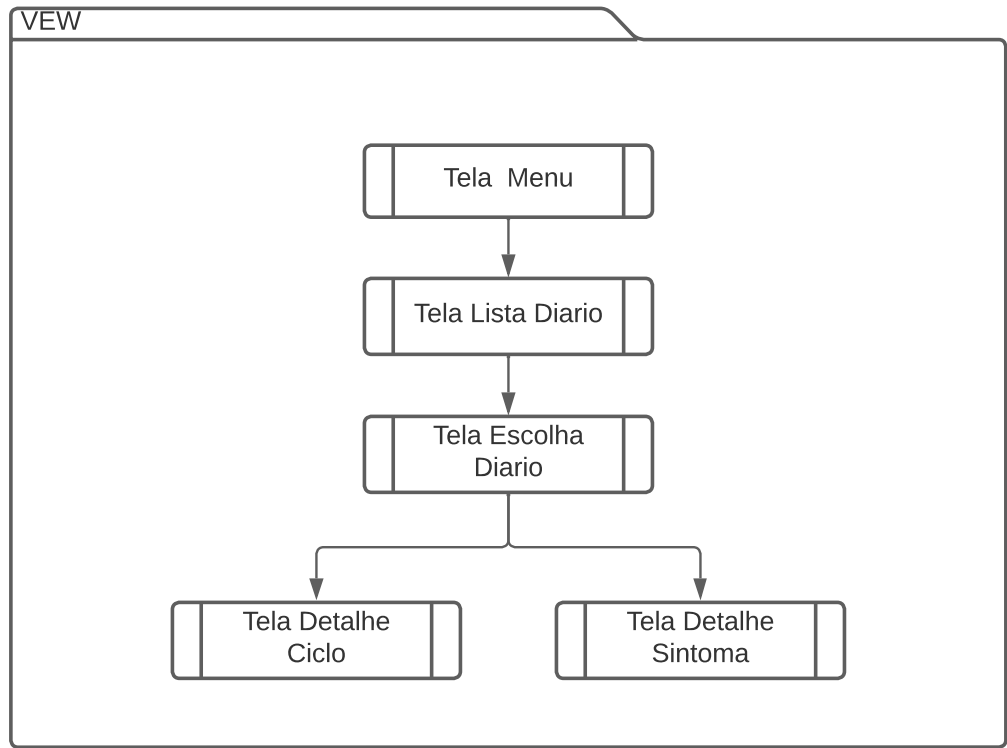 VEW
Tela  Menu
Tela Lista Diario
Tela Escolha
Diario
Tela Detalhe
Ciclo
Tela Detalhe
Sintoma